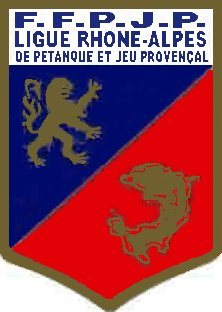 F.F.P.J.P.
LIGUE RHONE-ALPES
DE PETANQUE ET JEU PROVENÇAL